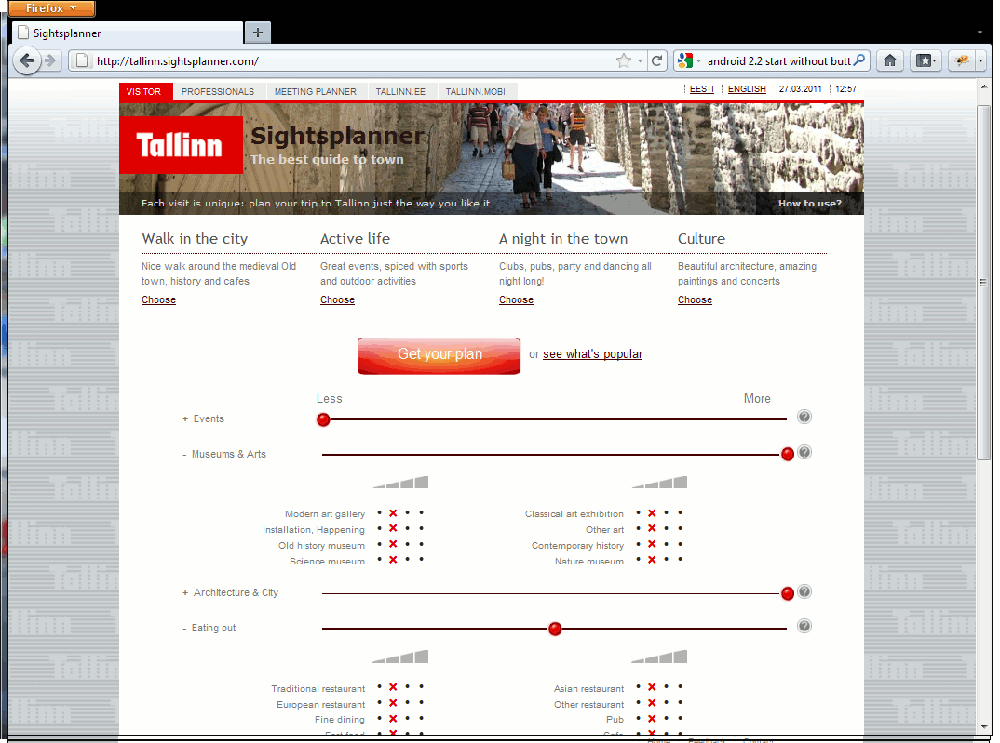 Firefox
Sightsplanner
http://tallinn.sightsplanner.com/
android 2.2 start without butt
VISITOR PROFESSIONALS MEETING PLANNER TALLINN.EE TALLINN.MOBI
EESTI ENGLISH 27.03.2011 12:57
Tallinn
Sightsplanner
The best guide to town
Each visit is unique: plan your trip to Tallinn just the way you like it
How to use?
Walk in the city
Nice walk around the medieval Old
town, history and cafes
Choose
Active life
Great events, spiced with sports
and outdoor activities
Choose
A night in the town
Clubs, pubs, party and dancing all
night long!
Choose
Culture
Beautiful architecture, amazing
paintings and concerts
Choose
Get your plan or see what's popular
Less More
+ Events
- Museums & Arts
Modern art gallery
Installation, Happening
Old history museum
Science museum
Classical art exhibition
Other art
Contemporary history
Nature museum
+ Architecture & City
- Eating out
Traditional restaurant
European restaurant
Fine dining
Fast food
Asian restaurant
Other restaurant
Pub
Cafe
Home Feedback Contact